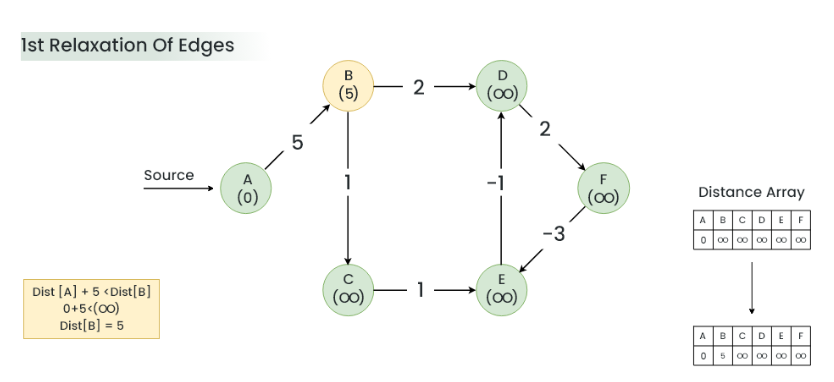 1st Relaxation Of Edges
B
(5)
2
D
(∞)
5
2
Source
A
(0)
1
-1
F
(∞)
-3
C
(∞)
1
E
(∞)
Dist [A] + 5 <Dist[B]
0+5<(∞)
Dist[B] = 5
Distance Array
A B C D E F
0 ∞ ∞ ∞ ∞ ∞
A B C D E F
0 5 ∞ ∞ ∞ ∞